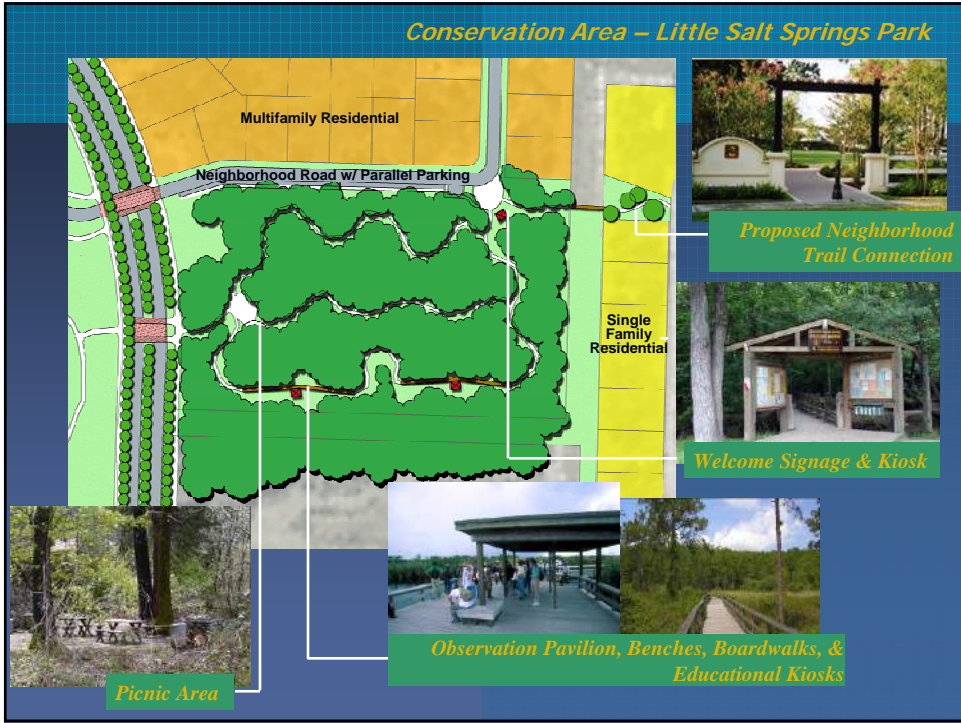 Conservation Area – Little Salt Springs Park
Multifamily Residential
Neighborhood Road w/ Parallel Parking
Proposed Neighborhood
Trail Connection
Single
Family
Residential
Welcome Signage & Kiosk
Observation Pavilion, Benches, Boardwalks, &
Educational Kiosks
Picnic Area